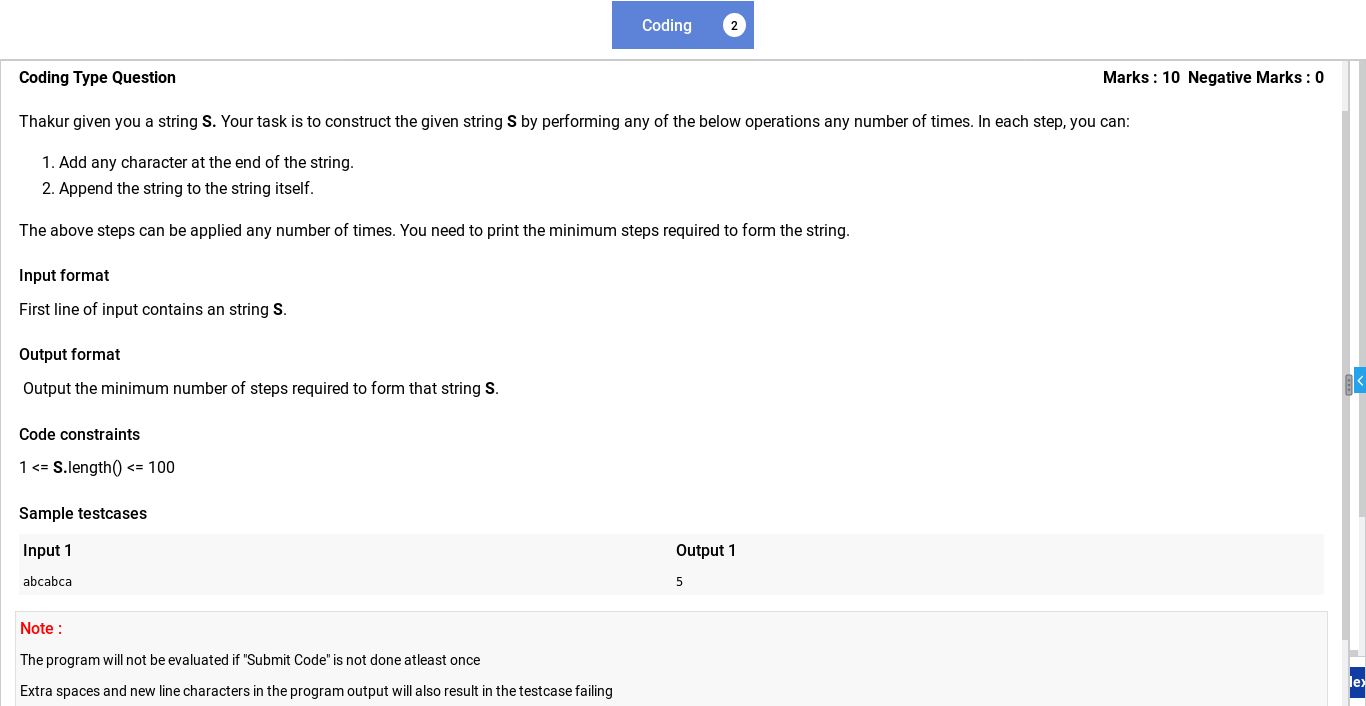 Coding 2
Coding Type Question Marks : 10 Negative Marks : 0
Thakur given you a string S. Your task is to construct the given string S by performing any of the below operations any number of times. In each step, you can:
1. Add any character at the end of the string.
2. Append the string to the string itself.
The above steps can be applied any number of times. You need to print the minimum steps required to form the string.
Input format
First line of input contains an string S.
Output format
Output the minimum number of steps required to form that string S.
Code constraints
1 <= S.length() <= 100
Sample testcases
Input 1 Output 1
abcabca 5
Note :
The program will not be evaluated if "Submit Code" is not done atleast once
Extra spaces and new line characters in the program output will also result in the testcase failing